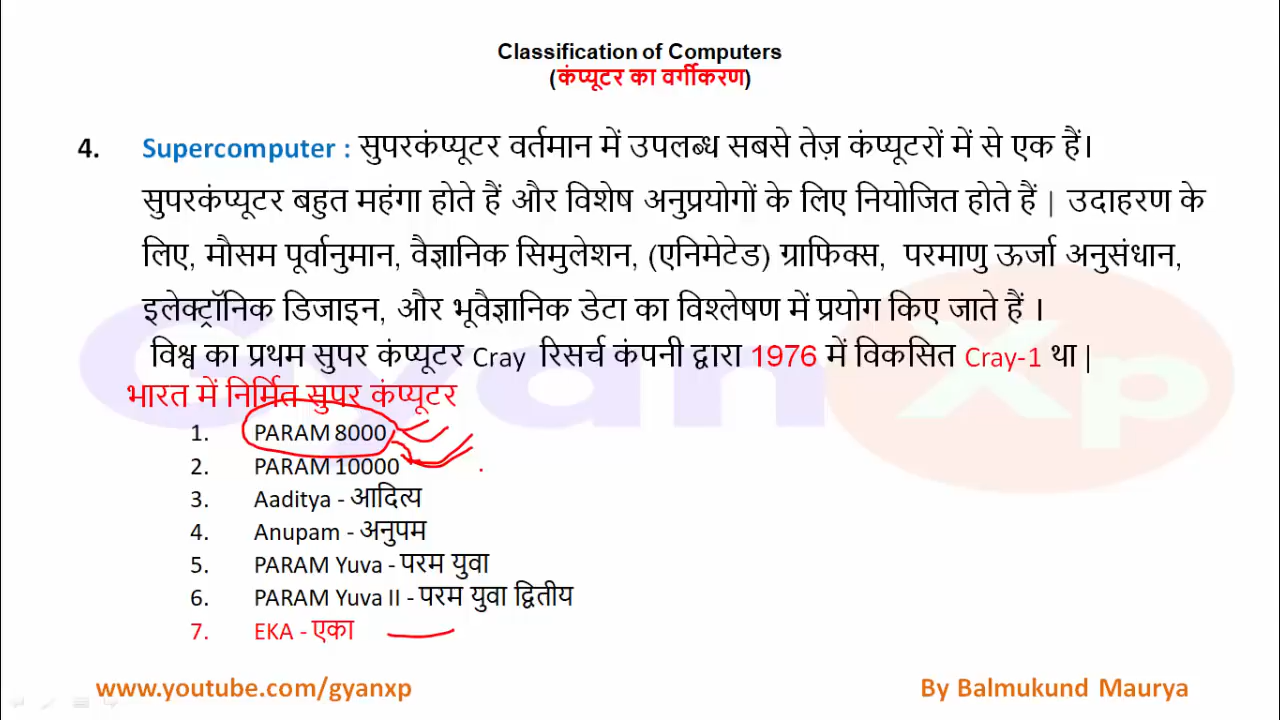 Classification of Computers
(कंप्यूटर का वर्गीकरण)
4. Supercomputer : सुपरकंप्यूटर वर्तमान में उपलब्ध सबसे तेज़ कंप्यूटरों में से एक हैं।
सुपरकंप्यूटर बहुत महंगा होते हैं और विशेष अनुप्रयोगों के लिए नियोजित होते हैं | उदाहरण के
लिए, मौसम पूर्वानुमान, वैज्ञानिक सिमुलेशन, (एनिमेटेड) ग्राफिक्स, परमाणु ऊर्जा अनुसंधान,
इलेक्ट्रॉनिक डिजाइन, और भूवैज्ञानिक डेटा का विश्लेषण में प्रयोग किए जाते हैं ।
विश्व का प्रथम सुपर कंप्यूटर Cray रिसर्च कंपनी द्वारा 1976 में विकसित Cray-1 था |
भारत में निर्मित सुपर कंप्यूटर
1. PARAM 8000
2. PARAM 10000
3. Aaditya - आदित्य
4. Anupam - अनुपम
5. PARAM Yuva - परम युवा
6. PARAM Yuva II - परम युवा द्वितीय
7. EKA - एका
Gyan Xp
www.youtube.com/gyanxp
By Balmukund Maurya